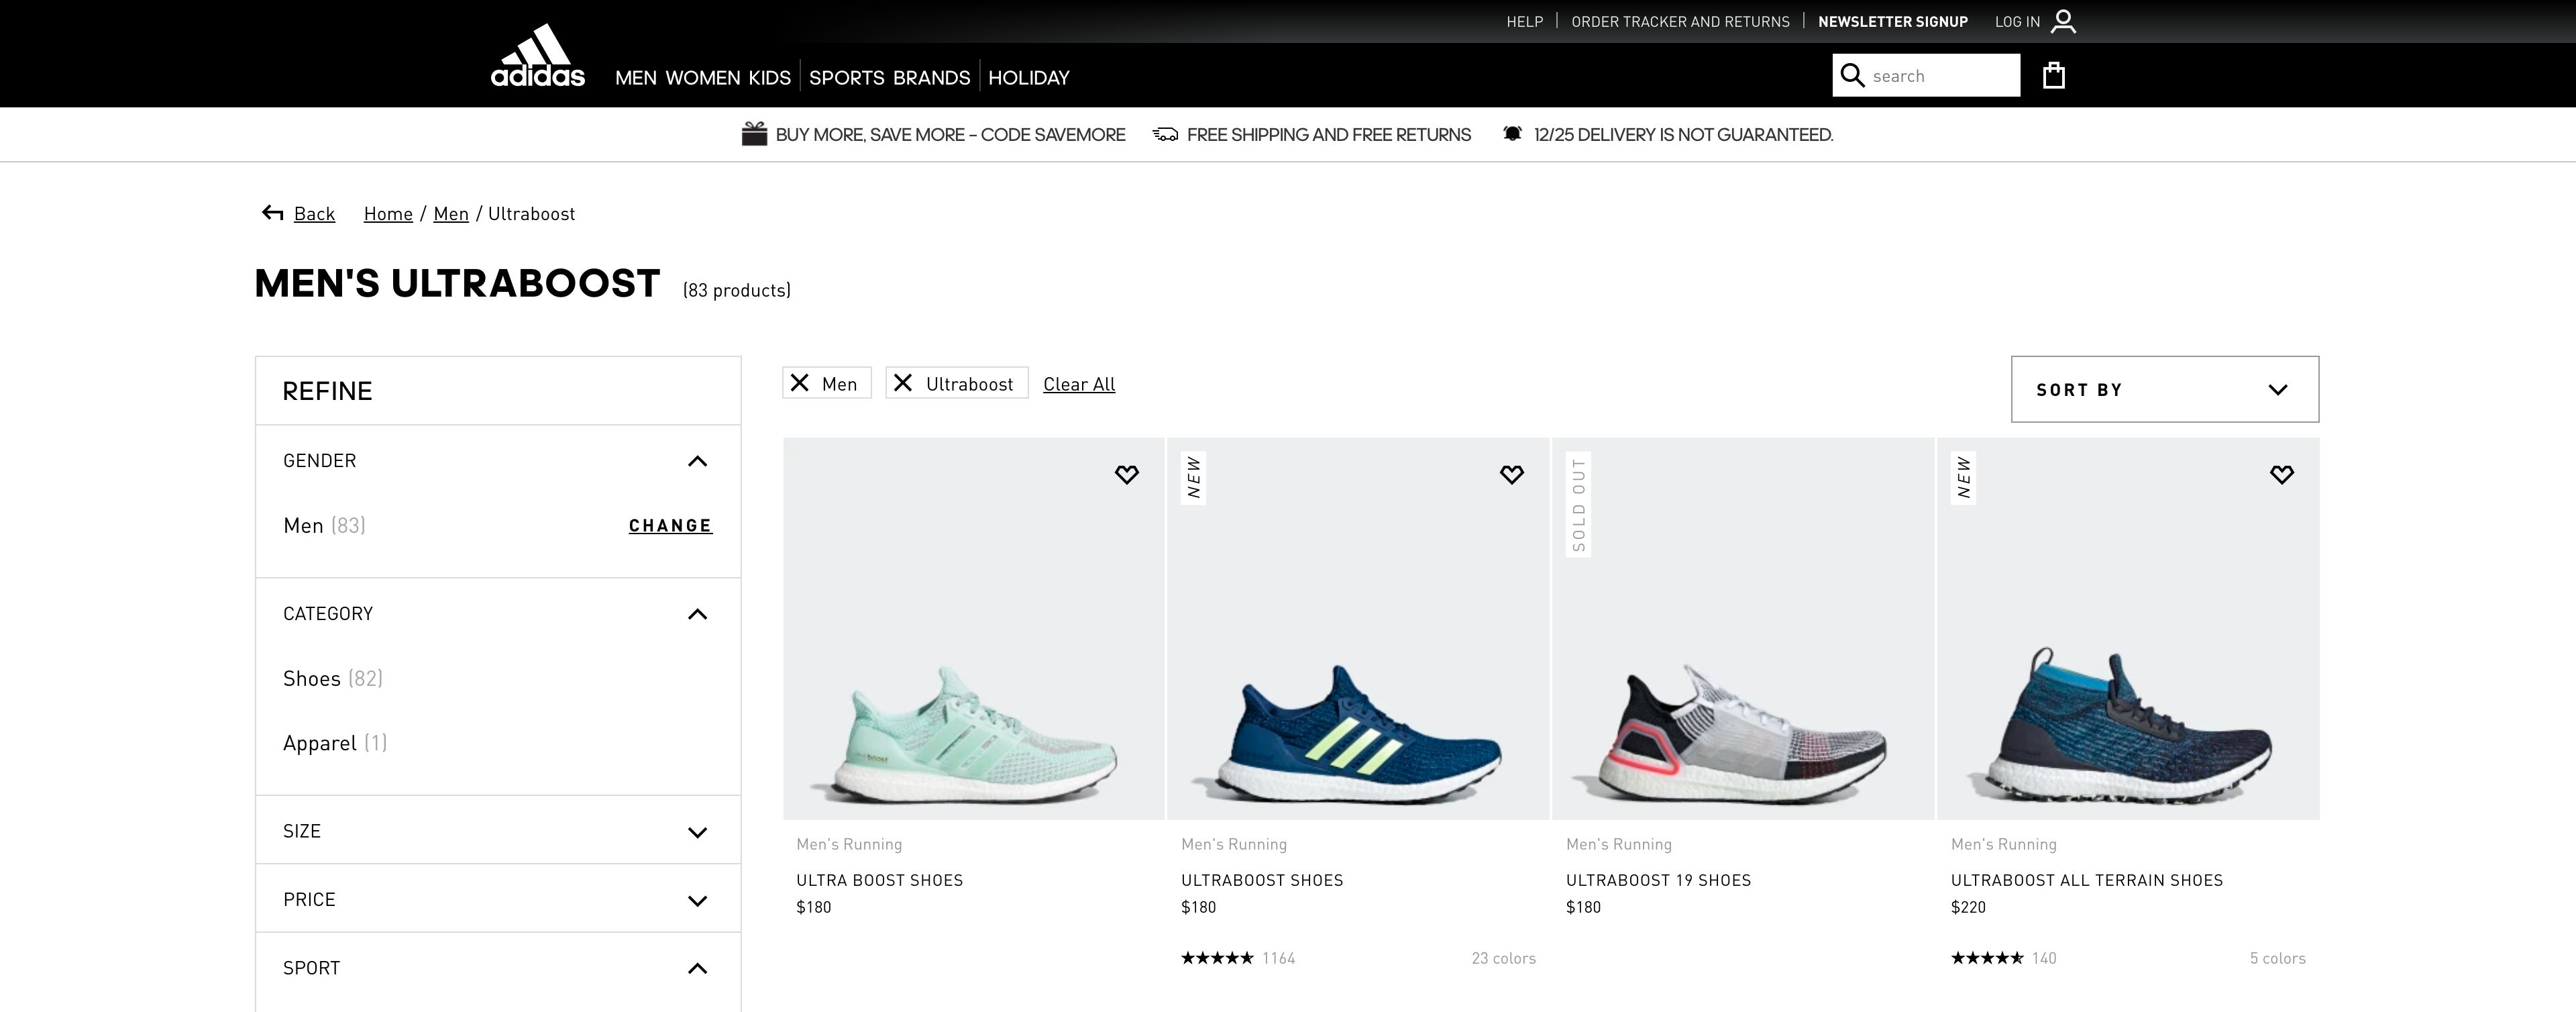 HELP
ORDER TRACKER AND RETURNS
NEWSLETTER SIGNUP
LOG IN
adidas
MEN WOMEN KIDS SPORTS BRANDS HOLIDAY
search
BUY MORE, SAVE MORE – CODE SAVEMORE
FREE SHIPPING AND FREE RETURNS
12/25 DELIVERY IS NOT GUARANTEED.
Back
Home / Men / Ultraboost
MEN'S ULTRABOOST (83 products)
REFINE
GENDER
Men (83)
CHANGE
CATEGORY
Shoes (82)
Apparel (1)
SIZE
PRICE
SPORT
Men
Ultraboost
Clear All
SORT BY
boost
Men's Running
ULTRA BOOST SHOES
$180
NEW
Men's Running
ULTRABOOST SHOES
$180
1164
23 colors
SOLD OUT
Men's Running
ULTRABOOST 19 SHOES
$180
NEW
Men's Running
ULTRABOOST ALL TERRAIN SHOES
$220
140
5 colors